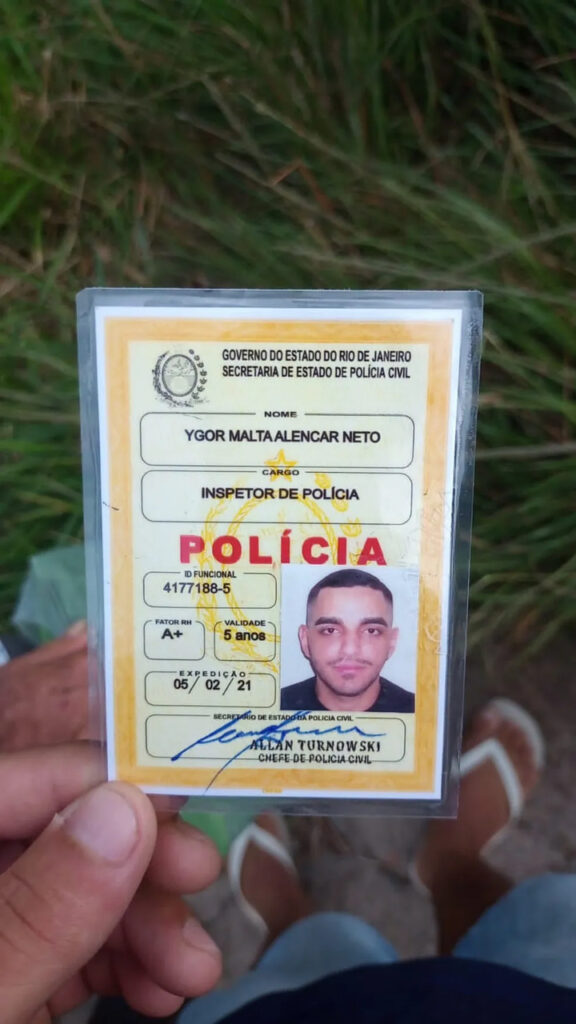 GOVERNO DO ESTADO DO RIO DE JANEIRO
SECRETARIA DE ESTADO DE POLÍCIA CIVIL
NOME
YGOR MALTA ALENCAR NETO
CARGO
INSPETOR DE POLÍCIA
POLÍCIA
ID FUNCIONAL
4177188-5
FATOR RH
A+
VALIDADE
5 anos
EXPEDIÇÃO
05/ 02 / 21
SECRETÁRIO DE ESTADO DA POLICIA CIVIL
ALLAN TURNOWSKI
CHEFE DE POLICIA CIVIL